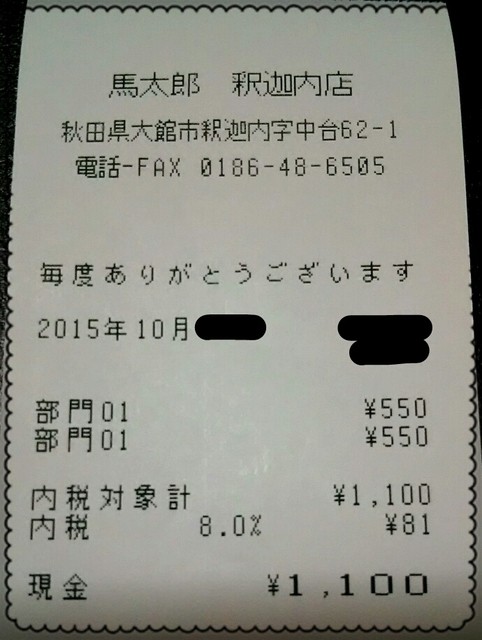 馬太郎 釈迦内店
秋田県大館市釈迦内字中台62-1
電話-FAX 0186-48-6505
毎度ありがとうございます
2015年10月
部門01 ¥550
部門01 ¥550
内税対象計 ¥1,100
内税 8.0% ¥81
現金 ¥1,100